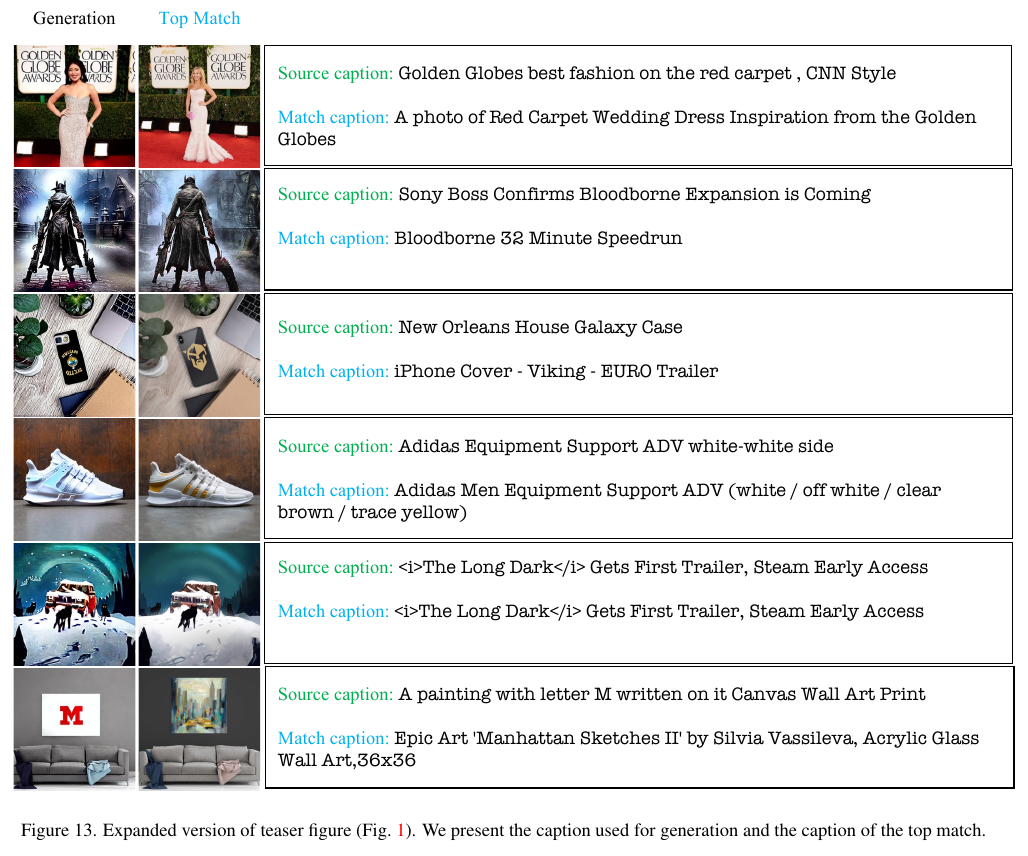 Generation
Top Match
GOLDEN
GLOBE
AWARDS
OLDEN
GLOBE
AWARDS
GOLDEN
GLOBE
AWARDS
GOLDEN
GLOBE
AWARDS
Source caption: Golden Globes best fashion on the red carpet , CNN Style
Match caption: A photo of Red Carpet Wedding Dress Inspiration from the Golden
Globes
Source caption: Sony Boss Confirms Bloodborne Expansion is Coming
Match caption: Bloodborne 32 Minute Speedrun
Source caption: New Orleans House Galaxy Case
Match caption: iPhone Cover - Viking - EURO Trailer
Source caption: Adidas Equipment Support ADV white-white side
Match caption: Adidas Men Equipment Support ADV (white / off white / clear
brown / trace yellow)
Source caption: <i>The Long Dark</i> Gets First Trailer, Steam Early Access
Match caption: <i>The Long Dark</i> Gets First Trailer, Steam Early Access
M
Source caption: A painting with letter M written on it Canvas Wall Art Print
Match caption: Epic Art 'Manhattan Sketches II' by Silvia Vassileva, Acrylic Glass
Wall Art,36x36
Figure 13. Expanded version of teaser figure (Fig. 1). We present the caption used for generation and the caption of the top match.